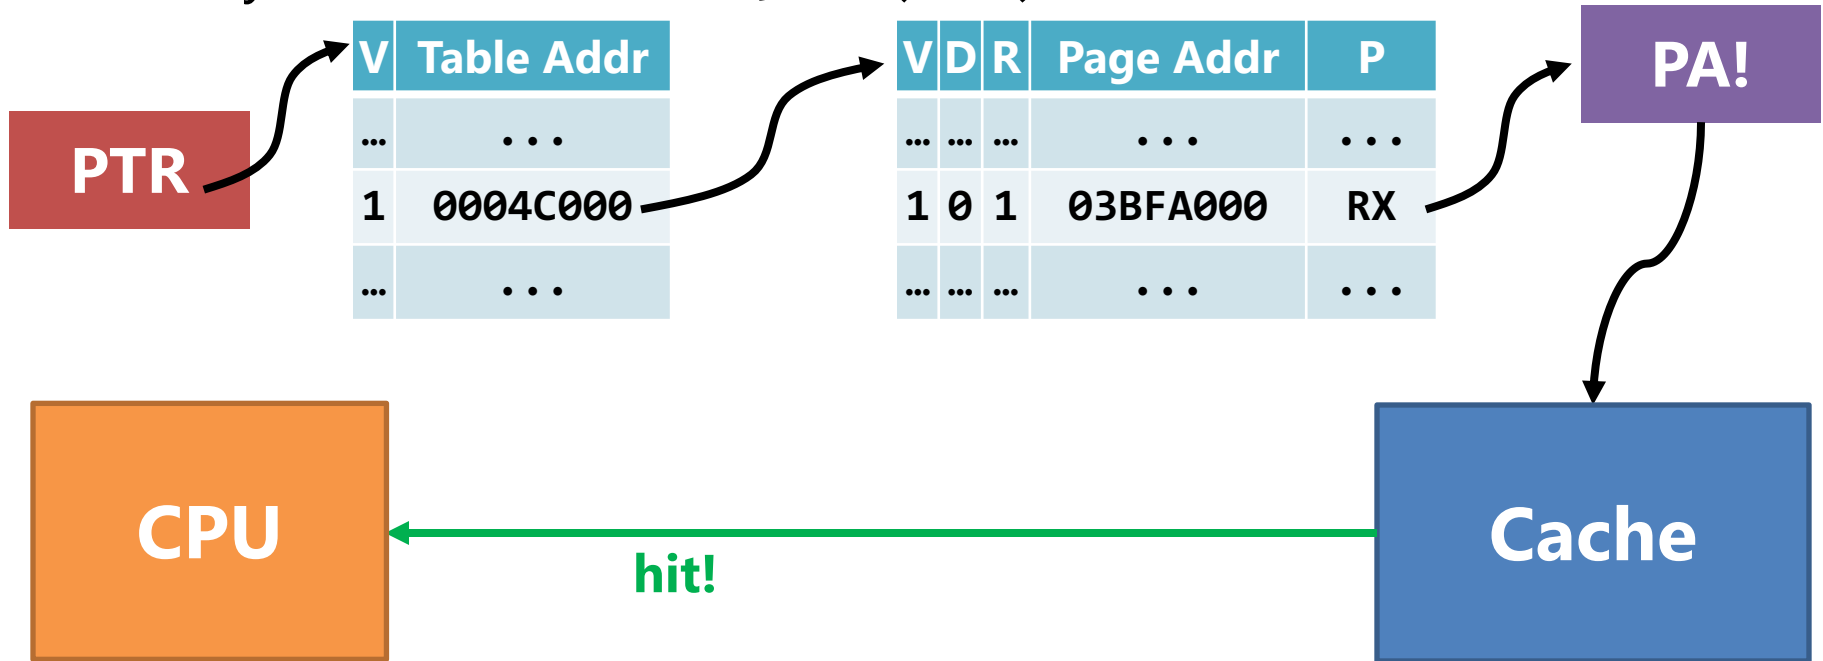 V Table Addr
... ...
1 0004C000
... ...
V D R Page Addr P
... ... ... ... ...
1 0 1 03BFA000 RX
... ... ... ... ...
PA!
PTR
CPU
hit!
Cache